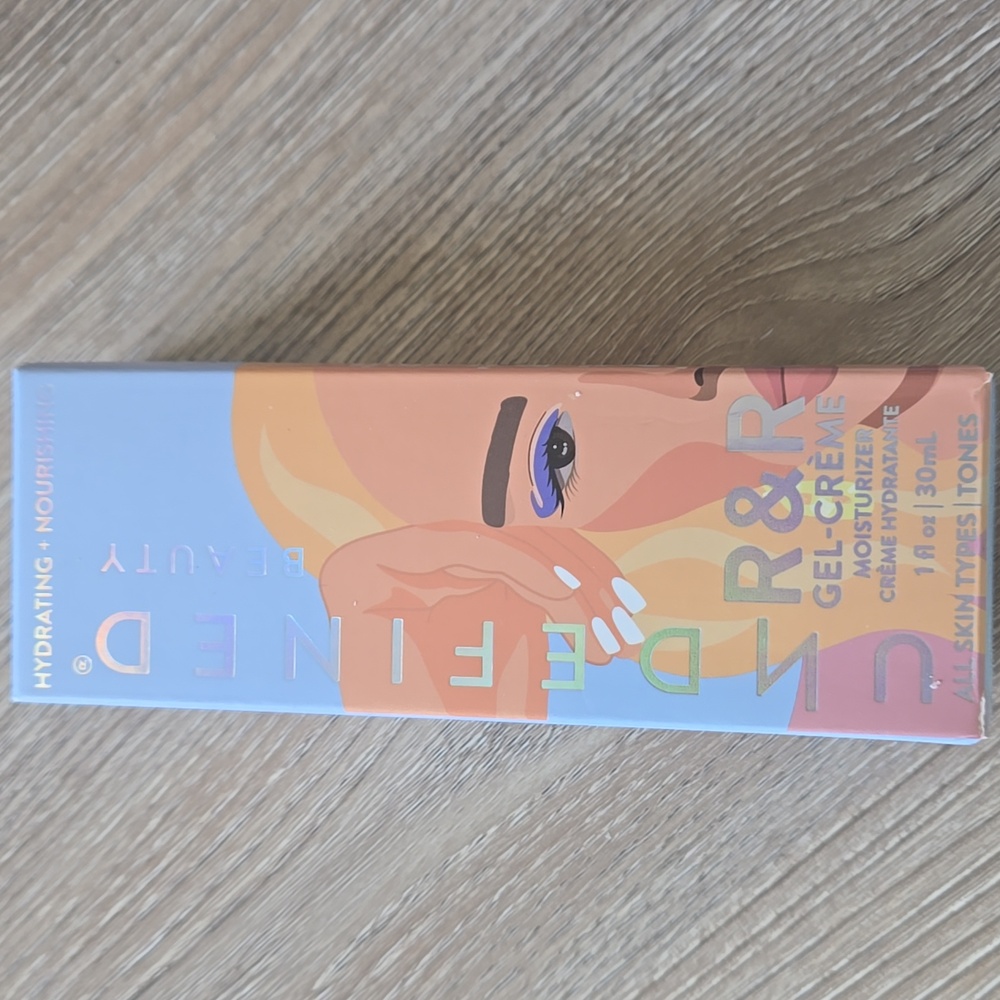 HYDRATING + NOURISHING
UNDEFINED®
BEAUTY
R&R
GEL-CRÈME
MOISTURIZER
CRÈME HYDRATANTE
1 fl oz | 30mL
ALL SKIN TYPES | TONES